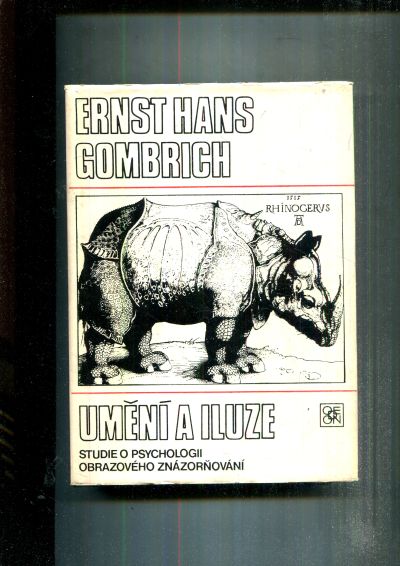 ERNST HANS
GOMBRICH
1515
RHINOCERVS
AD
UMĚNÍ A ILUZE
ODEON
STUDIE O PSYCHOLOGII
OBRAZOVÉHO ZNÁZORŇOVÁNÍ